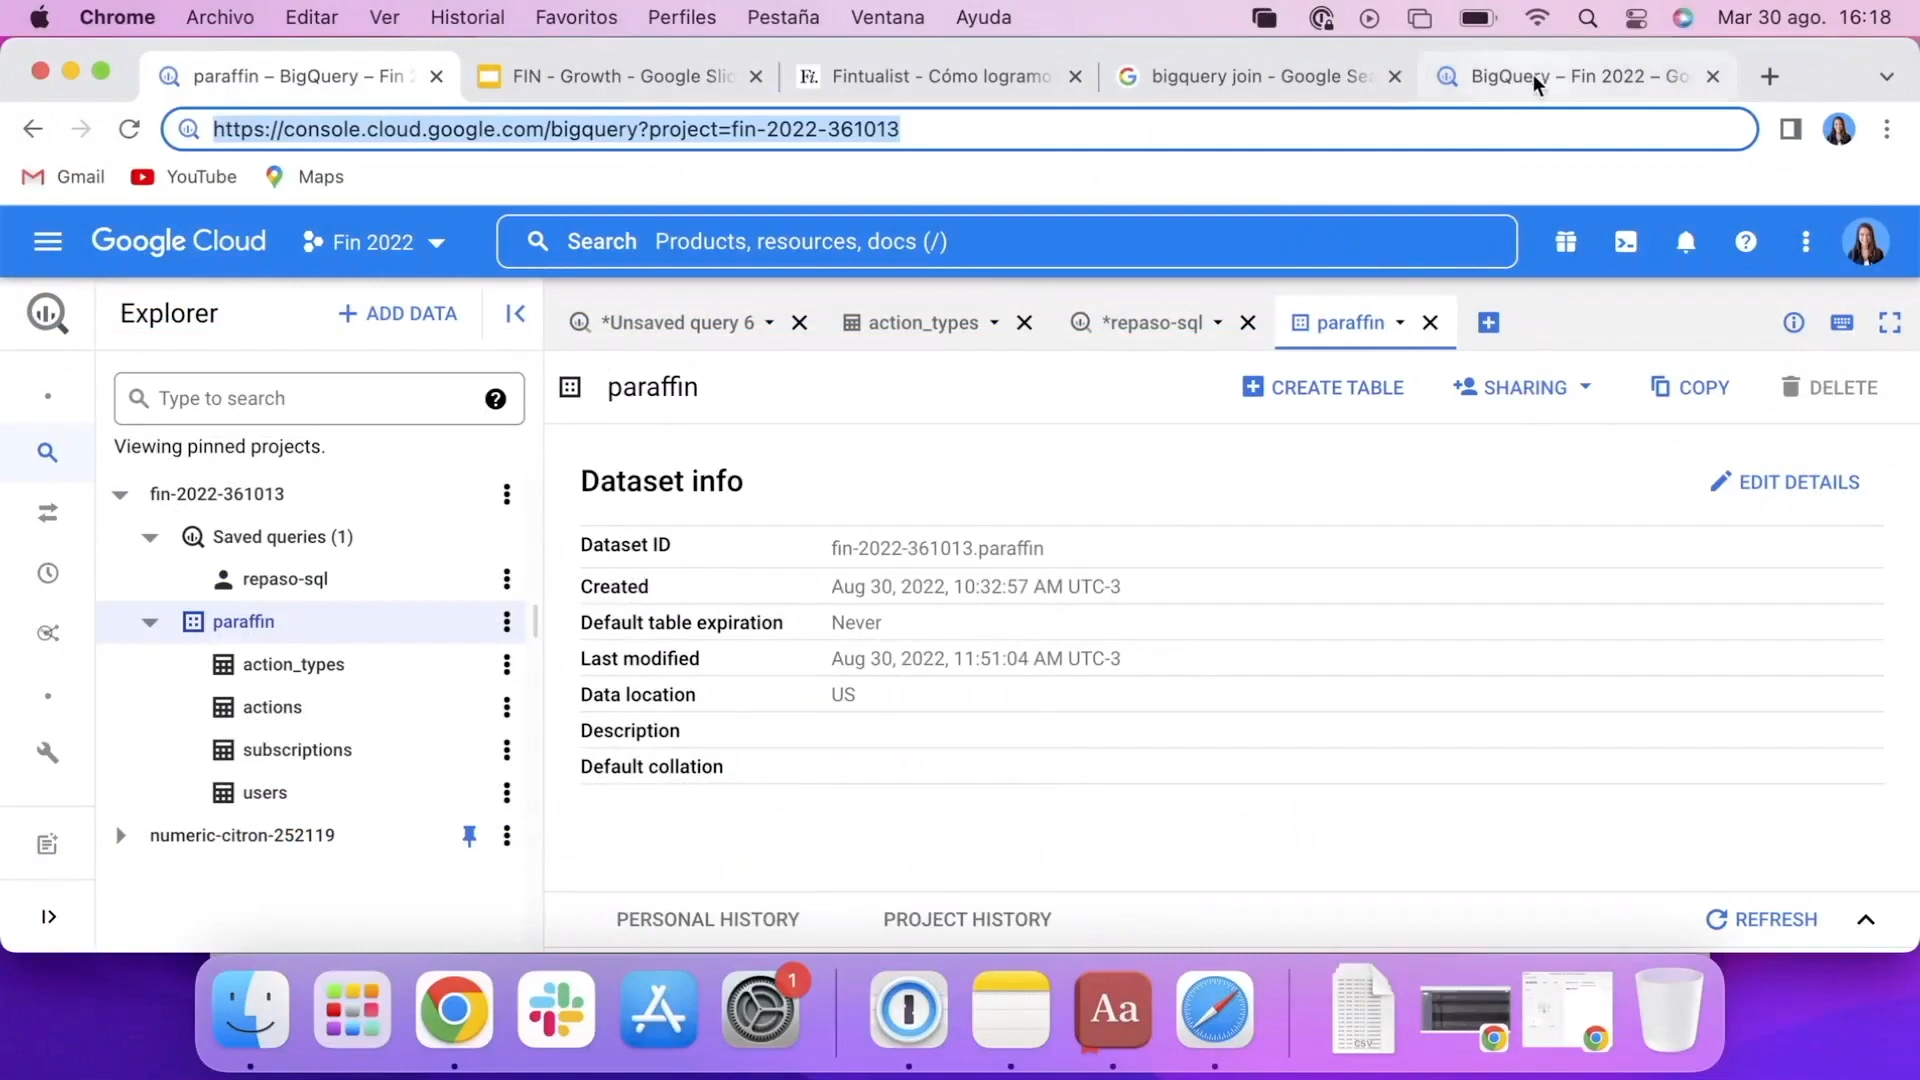 Chrome Archivo Editar Ver Historial Favoritos Perfiles Pestaña Ventana Ayuda Mar 30 ago. 16:18
paraffin – BigQuery – Fin 2 FIN - Growth - Google Slid Fi. Fintualist - Cómo logramo bigquery join - Google Sea BigQuery – Fin 2022 – Go
https://console.cloud.google.com/bigquery?project=fin-2022-361013
Gmail YouTube Maps
Google Cloud Fin 2022 Search Products, resources, docs (/)
Explorer + ADD DATA *Unsaved query 6 action_types *repaso-sql paraffin
Type to search
paraffin CREATE TABLE SHARING COPY DELETE
Viewing pinned projects.
fin-2022-361013
Saved queries (1)
repaso-sql
paraffin
action_types
actions
subscriptions
users
numeric-citron-252119
Dataset info EDIT DETAILS
Dataset ID fin-2022-361013.paraffin
Created Aug 30, 2022, 10:32:57 AM UTC-3
Default table expiration Never
Last modified Aug 30, 2022, 11:51:04 AM UTC-3
Data location US
Description
Default collation
PERSONAL HISTORY PROJECT HISTORY REFRESH
1
Aa
CSV